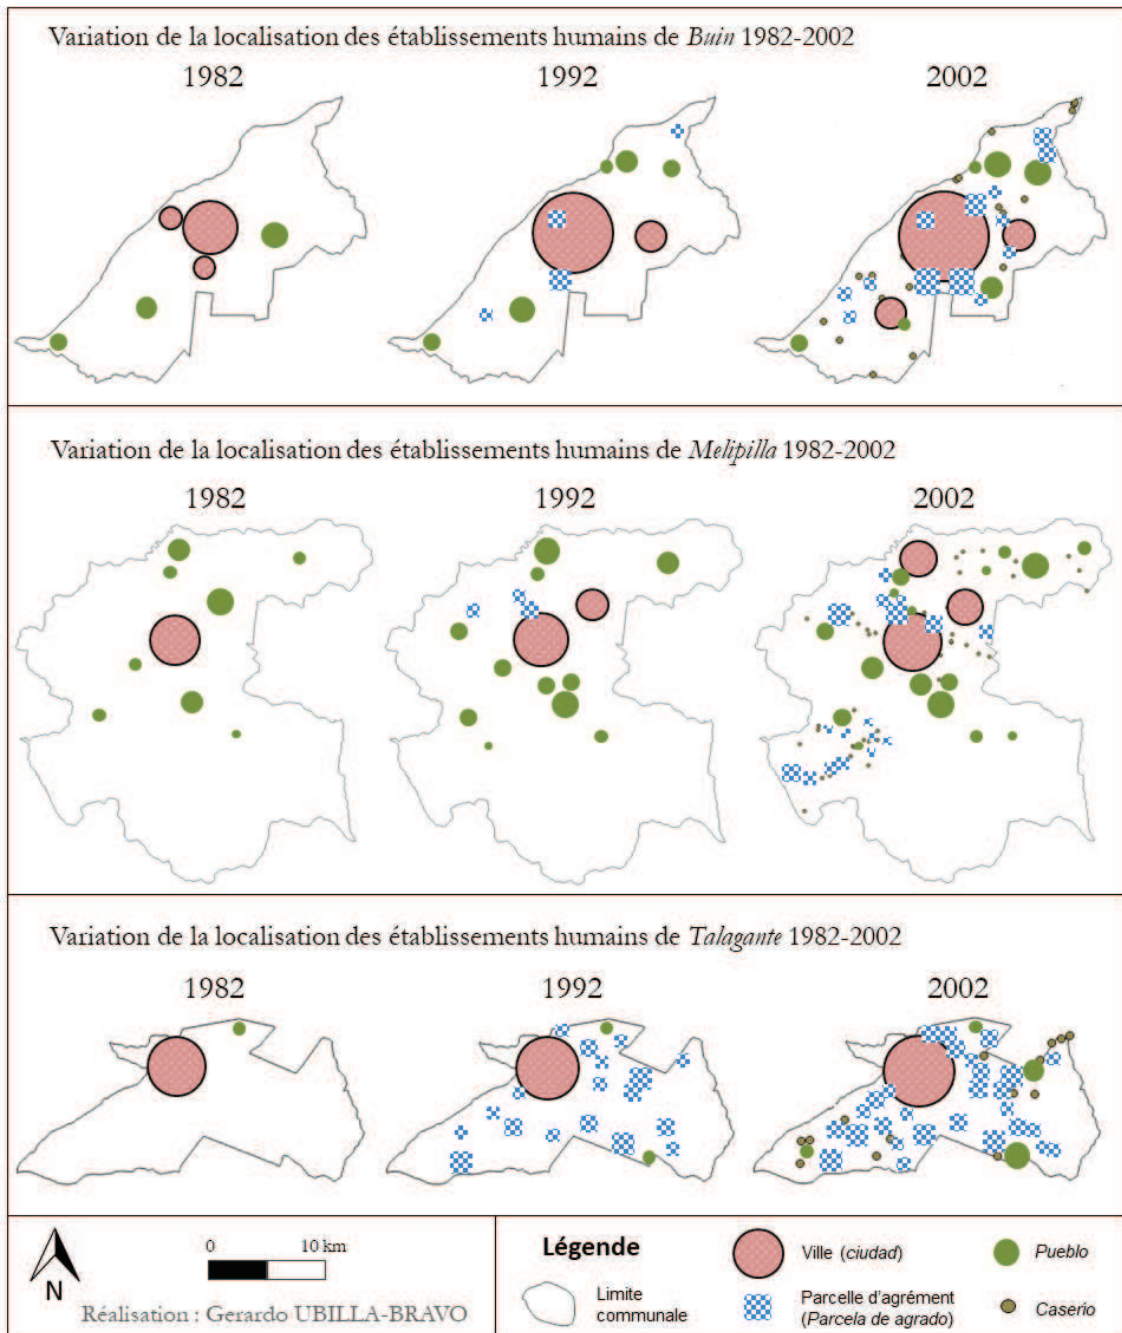 Variation de la localisation des établissements humains de Buin 1982-2002
1982 1992 2002
Variation de la localisation des établissements humains de Melipilla 1982-2002
1982 1992 2002
Variation de la localisation des établissements humains de Talagante 1982-2002
1982 1992 2002
N
0 10 km
Réalisation : Gerardo UBILLA-BRAVO
Légende
Limite
communale
Ville (ciudad)
Parcelle d'agrément
(Parcela de agrado)
Pueblo
Caserio